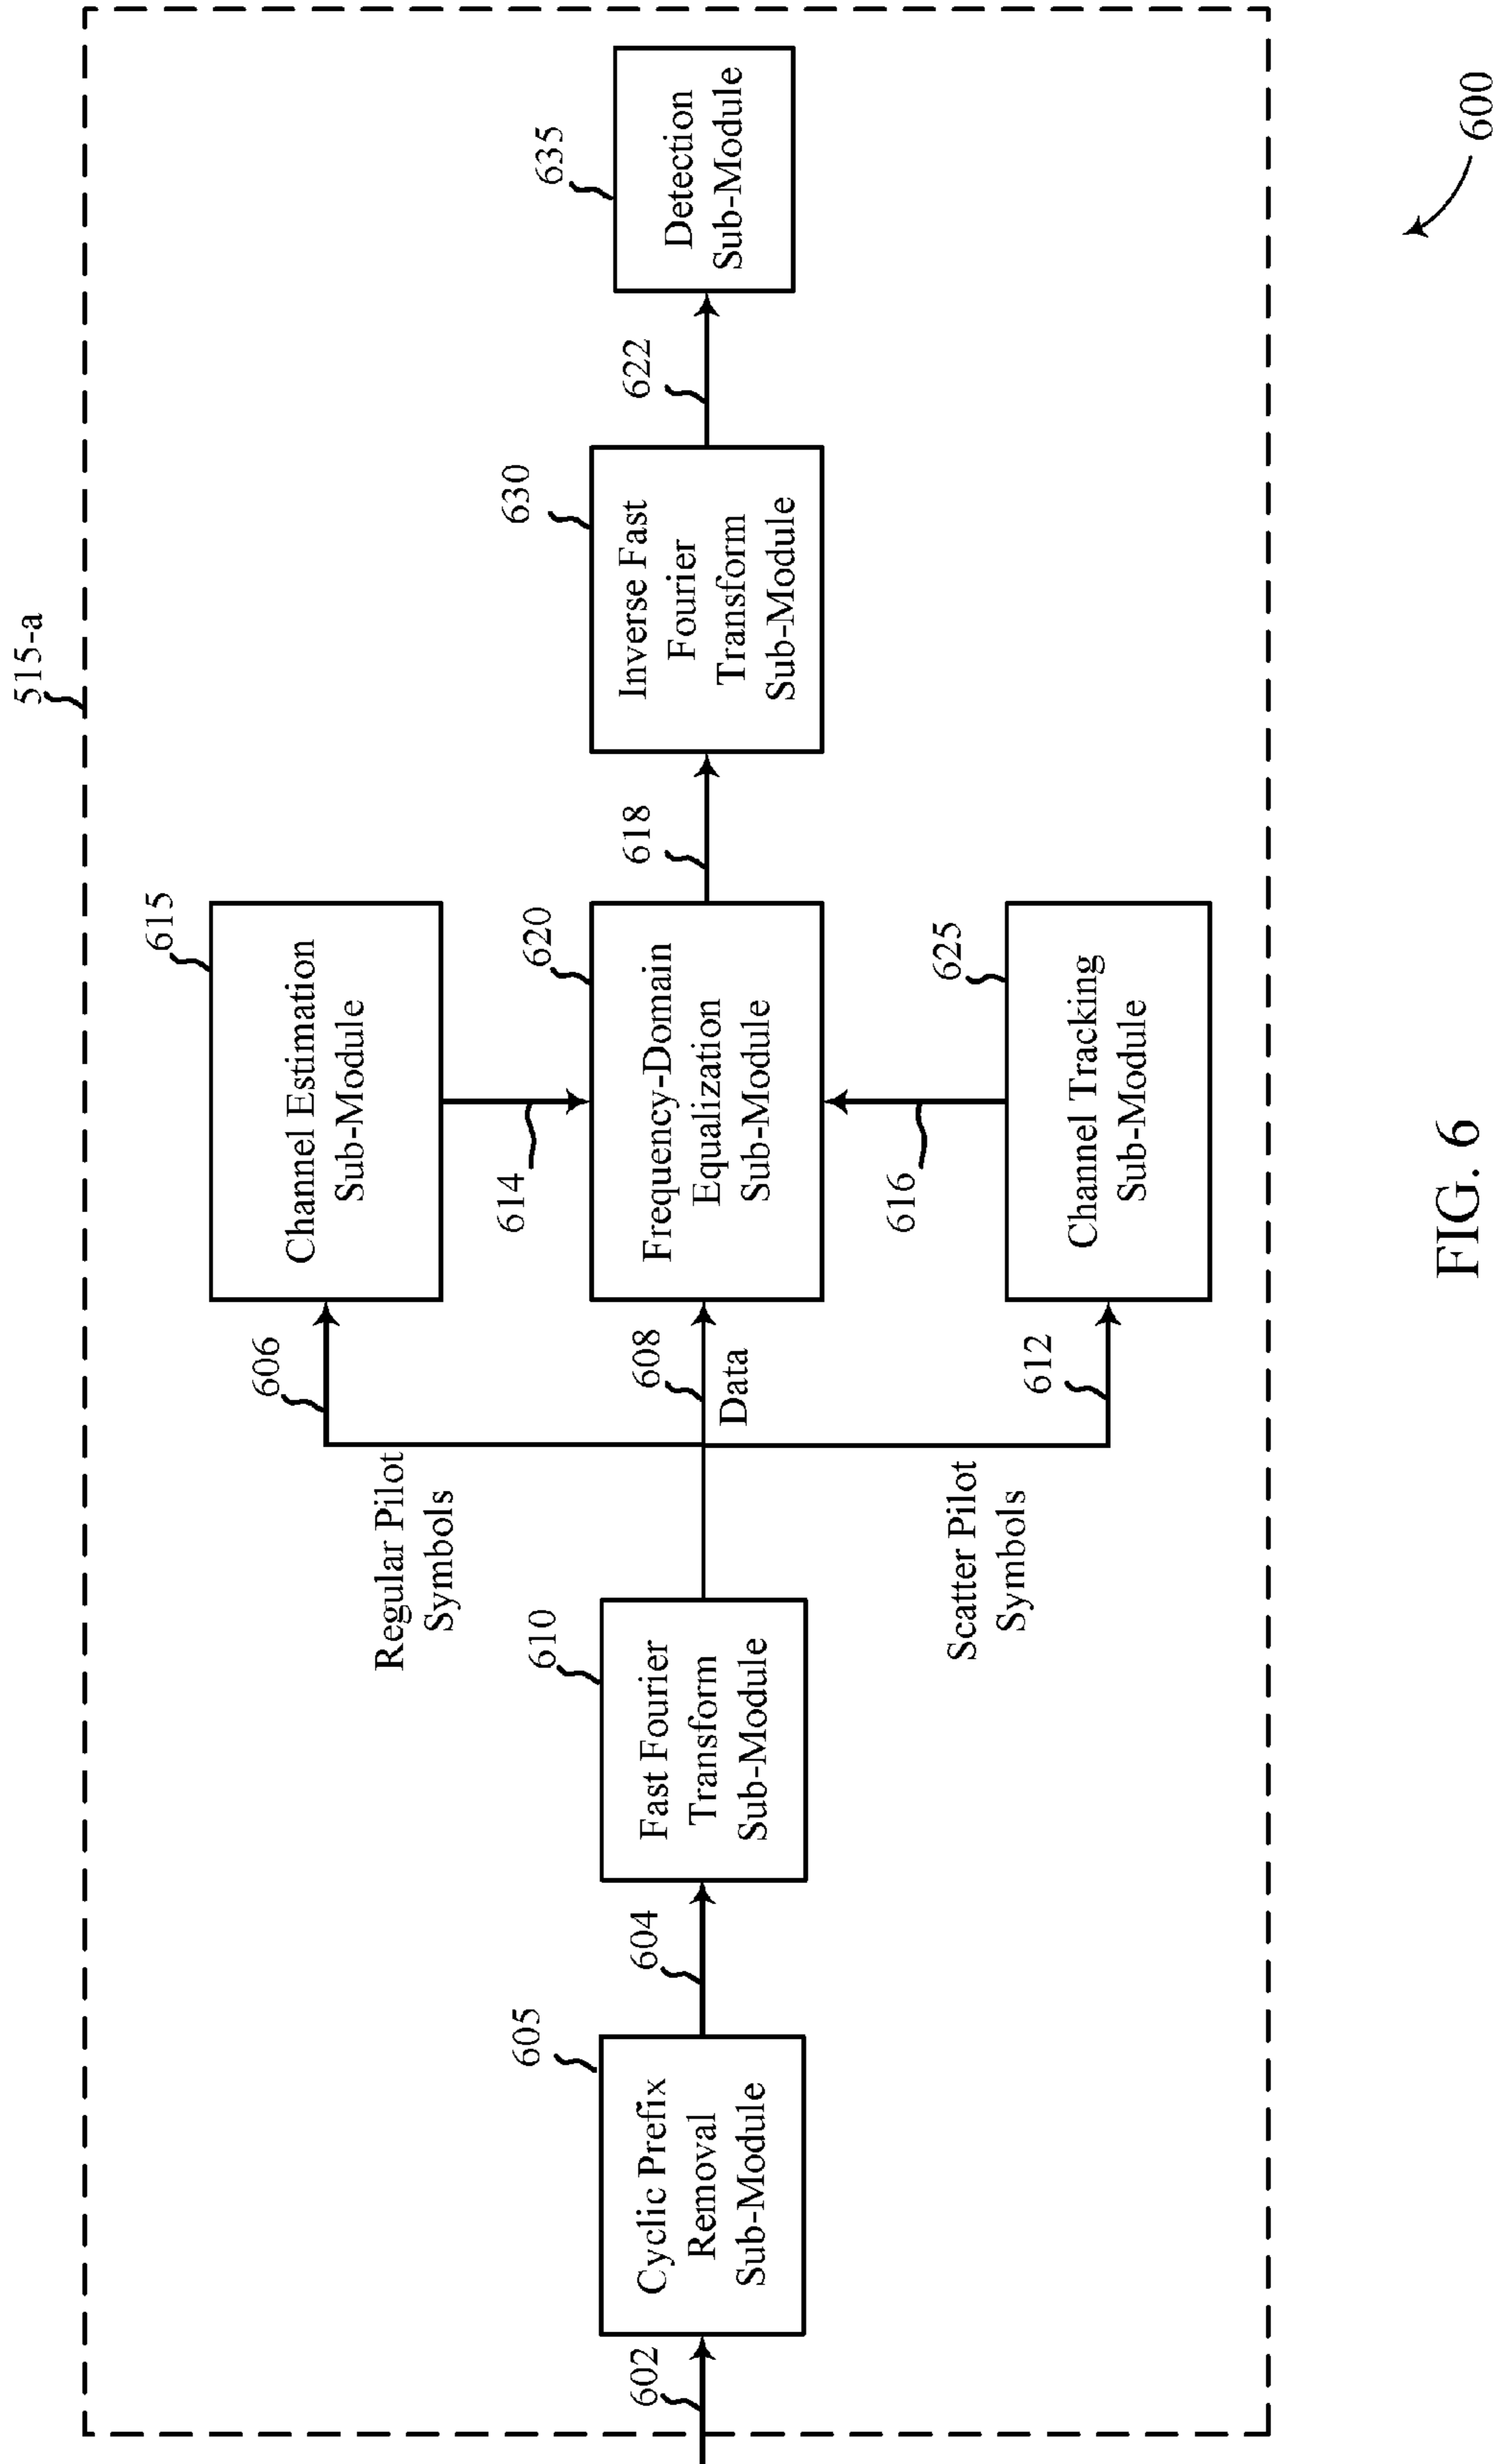 515-a
602
605
Cyclic Prefix
Removal
Sub-Module
604
610
Fast Fourier
Transform
Sub-Module
Regular Pilot
Symbols
606
615
Channel Estimation
Sub-Module
614
608
Data
620
Frequency-Domain
Equalization
Sub-Module
Scatter Pilot
Symbols
612
616
625
Channel Tracking
Sub-Module
618
630
Inverse Fast
Fourier
Transform
Sub-Module
622
635
Detection
Sub-Module
600
FIG. 6